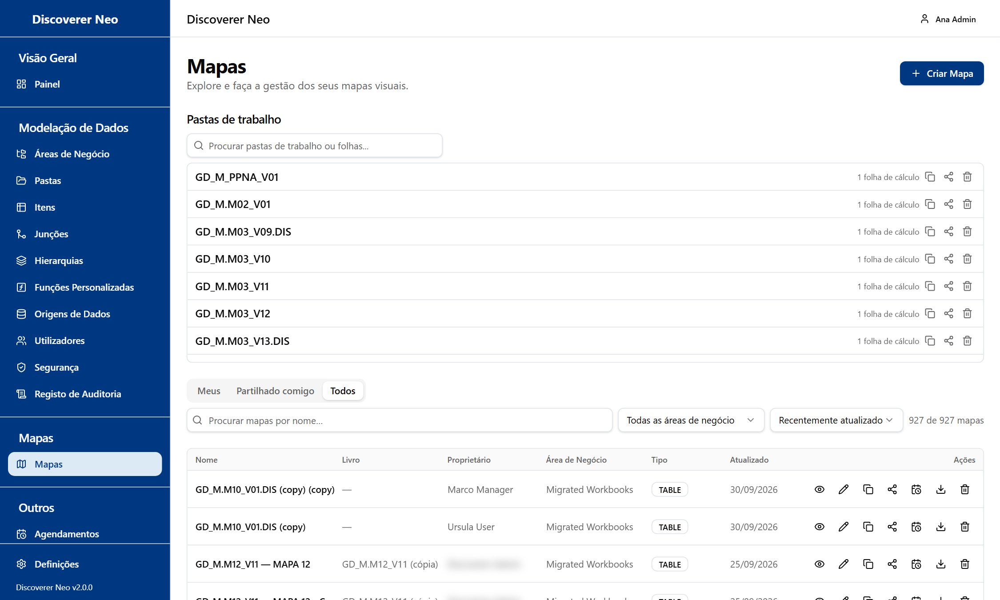 Discoverer Neo
Visão Geral
Painel
Modelação de Dados
Áreas de Negócio
Pastas
Itens
Junções
Hierarquias
Funções Personalizadas
Origens de Dados
Utilizadores
Segurança
Registo de Auditoria
Mapas
Mapas
Outros
Agendamentos
Definições
Discoverer Neo v2.0.0
Discoverer Neo
Ana Admin
Mapas
Explore e faça a gestão dos seus mapas visuais.
Criar Mapa
Pastas de trabalho
Procurar pastas de trabalho ou folhas...
GD_M_PPNA_V01 1 folha de cálculo
GD_M.M02_V01 1 folha de cálculo
GD_M.M03_V09.DIS 1 folha de cálculo
GD_M.M03_V10 1 folha de cálculo
GD_M.M03_V11 1 folha de cálculo
GD_M.M03_V12 1 folha de cálculo
GD_M.M03_V13.DIS 1 folha de cálculo
Meus Partilhado comigo Todos
Procurar mapas por nome... Todas as áreas de negócio Recentemente atualizado 927 de 927 mapas
Nome Livro Proprietário Área de Negócio Tipo Atualizado Ações
GD_M.M10_V01.DIS (copy) (copy) — Marco Manager Migrated Workbooks TABLE 30/09/2026
GD_M.M10_V01.DIS (copy) — Ursula User Migrated Workbooks TABLE 30/09/2026
GD_M.M12_V11 — MAPA 12 GD_M.M12_V11 (cópia) Migrated Workbooks TABLE 25/09/2026